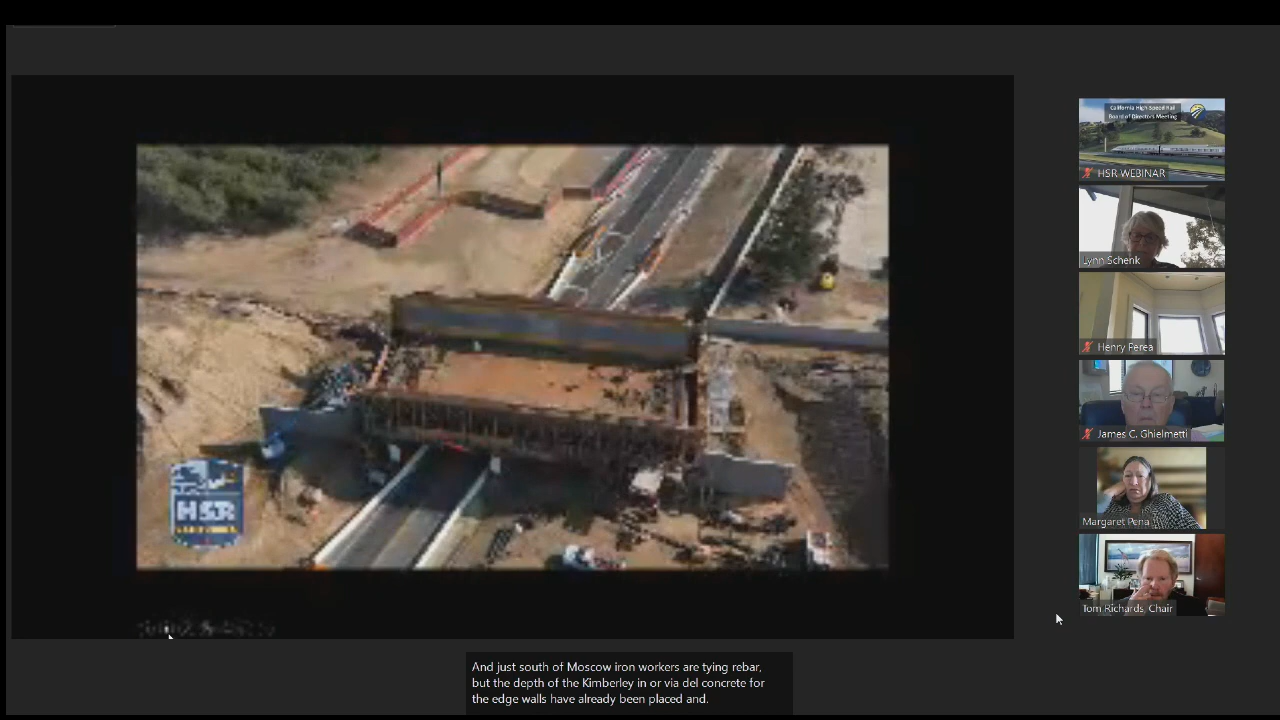 HSR
California High-Speed Rail
Board of Directors Meeting
HSR WEBINAR
Lynn Schenk
Henry Perea
James C. Ghielmetti
Margaret Pena
Tom Richards, Chair
And just south of Moscow iron workers are tying rebar,
but the depth of the Kimberley in or via del concrete for
the edge walls have already been placed and.